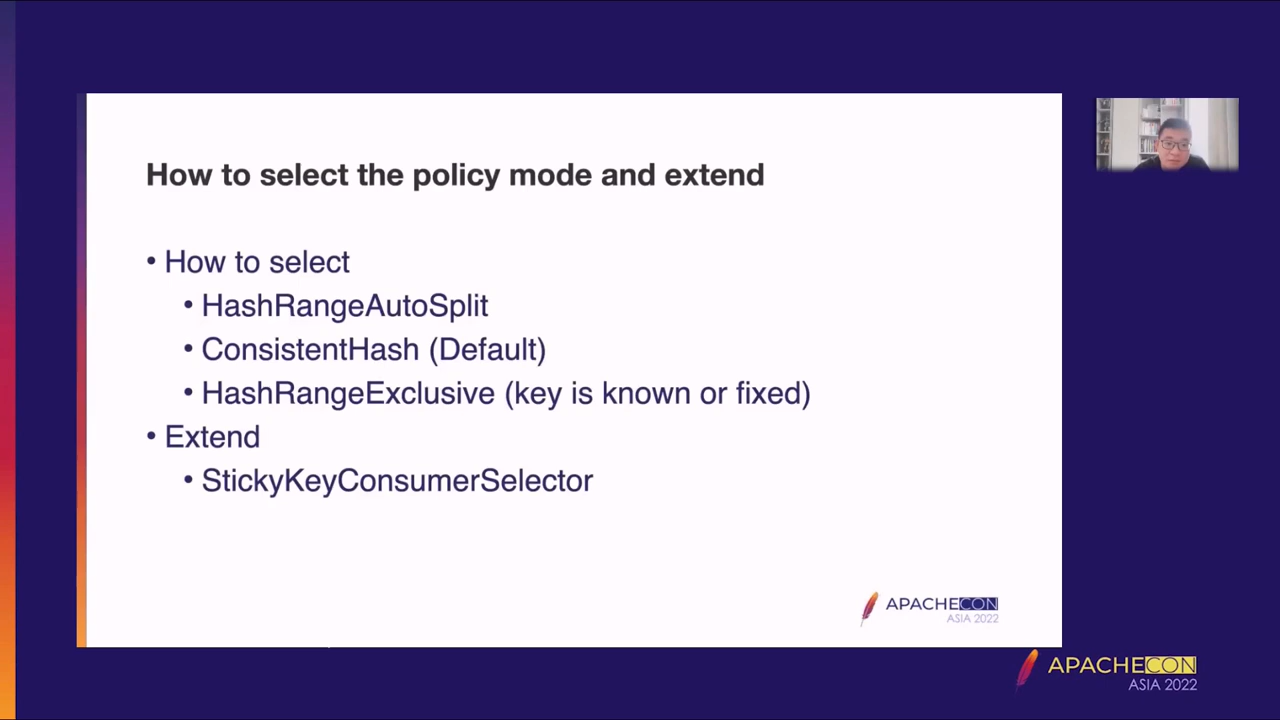 How to select the policy mode and extend
• How to select
• HashRangeAutoSplit
• ConsistentHash (Default)
• HashRangeExclusive (key is known or fixed)
• Extend
• StickyKeyConsumerSelector
APACHECON
ASIA 2022
APACHECON
ASIA 2022